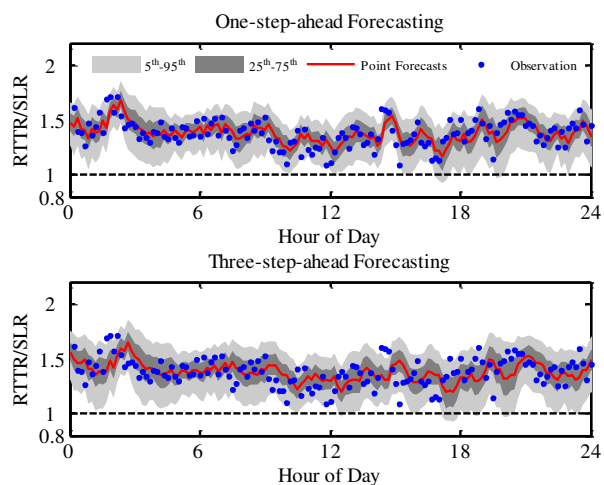 One-step-ahead Forecasting
5th-95th 25th-75th Point Forecasts Observation
RTTR/SLR
2
1.5
1
0.8
0 6 12 18 24
Hour of Day
Three-step-ahead Forecasting
RTTR/SLR
2
1.5
1
0.8
0 6 12 18 24
Hour of Day